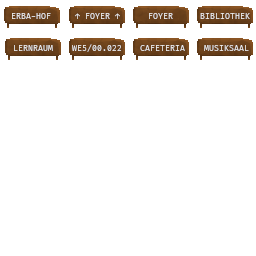 ERBA-HOF
↑ FOYER ↑
FOYER
BIBLIOTHEK
LERNRAUM
WE5/00.022
CAFETERIA
MUSIKSAAL